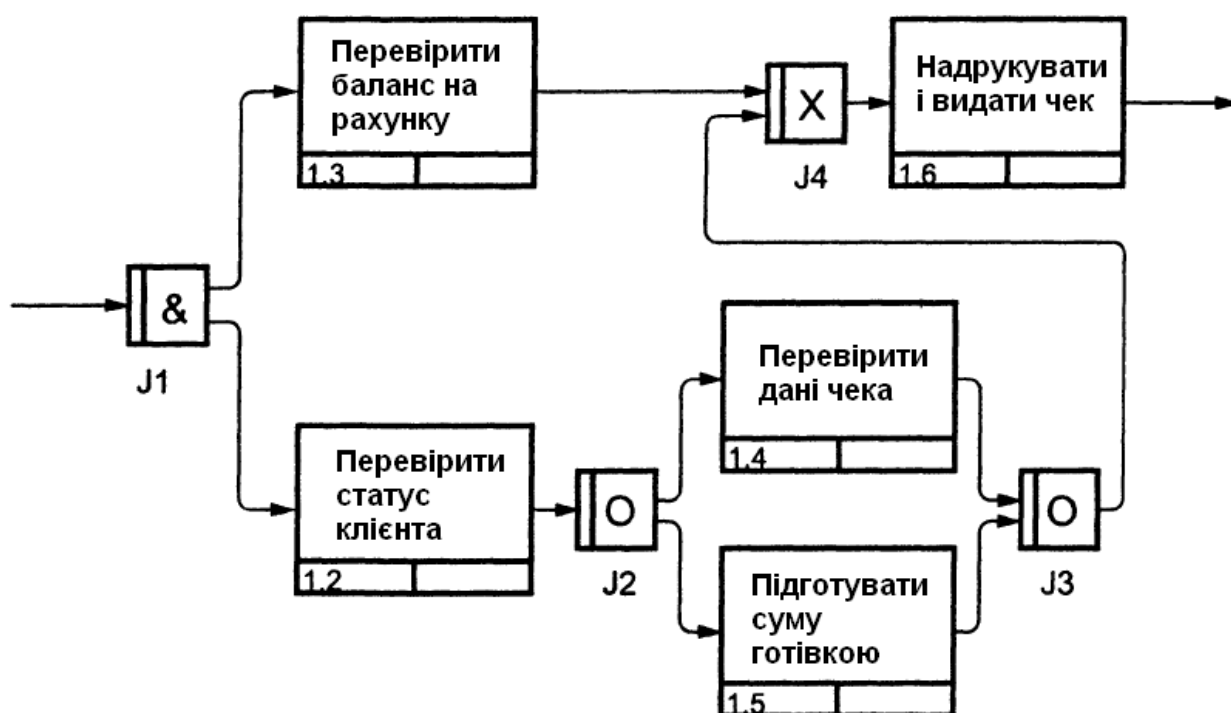 Перевірити
баланс на
рахунку
1.3
X
J4
Надрукувати
і видати чек
1.6
&
J1
Перевірити
статус
клієнта
1.2
O
J2
Перевірити
дані чека
1.4
Підготувати
суму
готівкою
1.5
O
J3